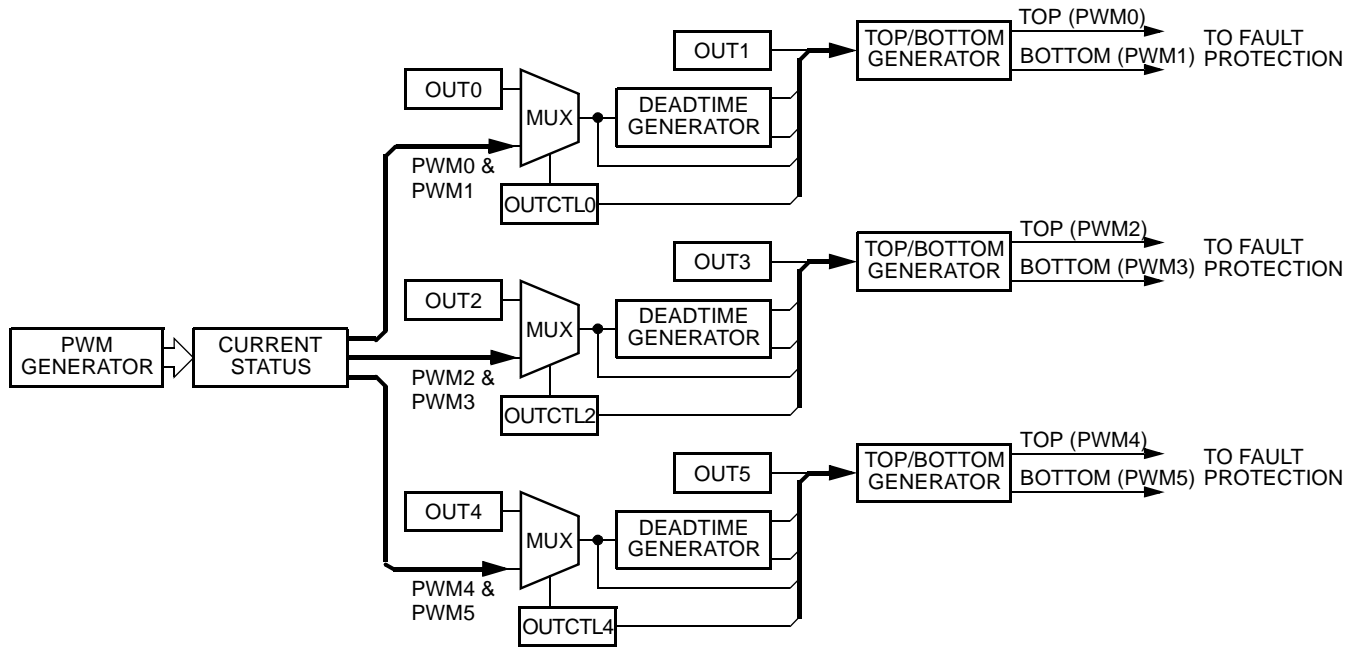 PWM
GENERATOR
CURRENT
STATUS
OUT0
MUX
PWM0 &
PWM1
OUTCTL0
OUT1
DEADTIME
GENERATOR
TOP/BOTTOM
GENERATOR
TOP (PWM0)
BOTTOM (PWM1)
TO FAULT
PROTECTION
OUT2
MUX
PWM2 &
PWM3
OUTCTL2
OUT3
DEADTIME
GENERATOR
TOP/BOTTOM
GENERATOR
TOP (PWM2)
BOTTOM (PWM3)
TO FAULT
PROTECTION
OUT4
MUX
PWM4 &
PWM5
OUTCTL4
OUT5
DEADTIME
GENERATOR
TOP/BOTTOM
GENERATOR
TOP (PWM4)
BOTTOM (PWM5)
TO FAULT
PROTECTION